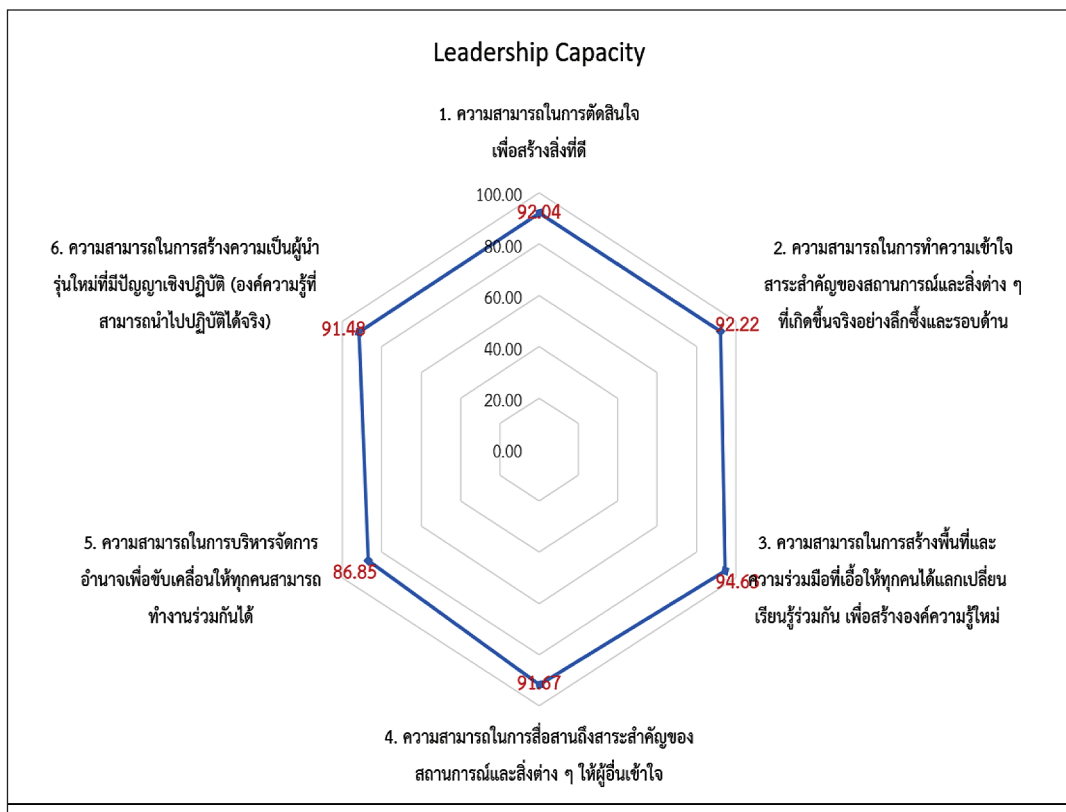 Leadership Capacity
1. ความสามารถในการตัดสินใจ
เพื่อสร้างสิ่งที่ดี
100.00
92.04
80.00
60.00
40.00
20.00
0.00
2. ความสามารถในการทำความเข้าใจ
สาระสำคัญของสถานการณ์และสิ่งต่าง ๆ
ที่เกิดขึ้นจริงอย่างลึกซึ้งและรอบด้าน
92.22
3. ความสามารถในการสร้างพื้นที่และ
ความร่วมมือที่เอื้อให้ทุกคนได้แลกเปลี่ยน
เรียนรู้ร่วมกัน เพื่อสร้างองค์ความรู้ใหม่
91.67
4. ความสามารถในการสื่อสารถึงสาระสำคัญของ
สถานการณ์และสิ่งต่าง ๆ ให้ผู้อื่นเข้าใจ
5. ความสามารถในการบริหารจัดการ
อำนาจเพื่อขับเคลื่อนให้ทุกคนสามารถ
ทำงานร่วมกันได้
86.85
6. ความสามารถในการสร้างความเป็นผู้นำ
รุ่นใหม่ที่มีปัญญาเชิงปฏิบัติ (องค์ความรู้ที่
สามารถนำไปปฏิบัติได้จริง)
91.48